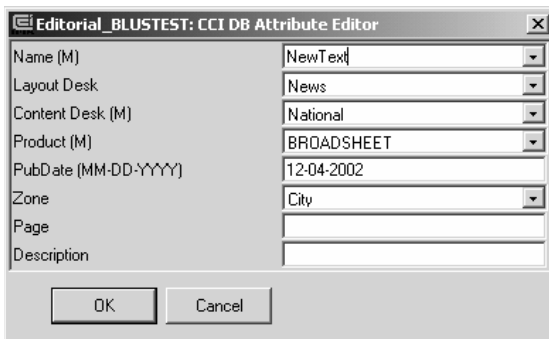 Editorial_BLUSTEST: CCI DB Attribute Editor
Name (M) NewText
Layout Desk News
Content Desk (M) National
Product (M) BROADSHEET
PubDate (MM-DD-YYYY) 12-04-2002
Zone City
Page
Description
OK Cancel